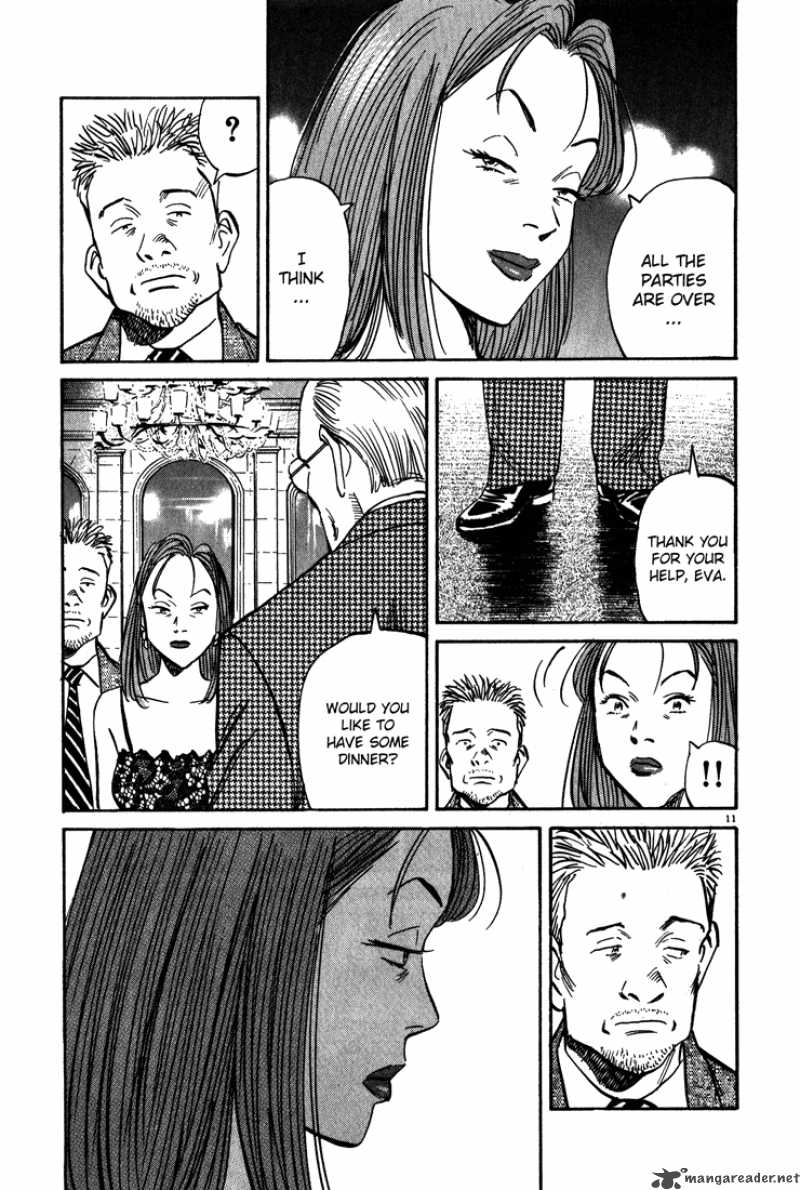 ALL THE
PARTIES
ARE OVER
...
I
THINK
...
?
THANK YOU
FOR YOUR
HELP, EVA.
!!
WOULD YOU
LIKE TO
HAVE SOME
DINNER?
11
mangareader.net